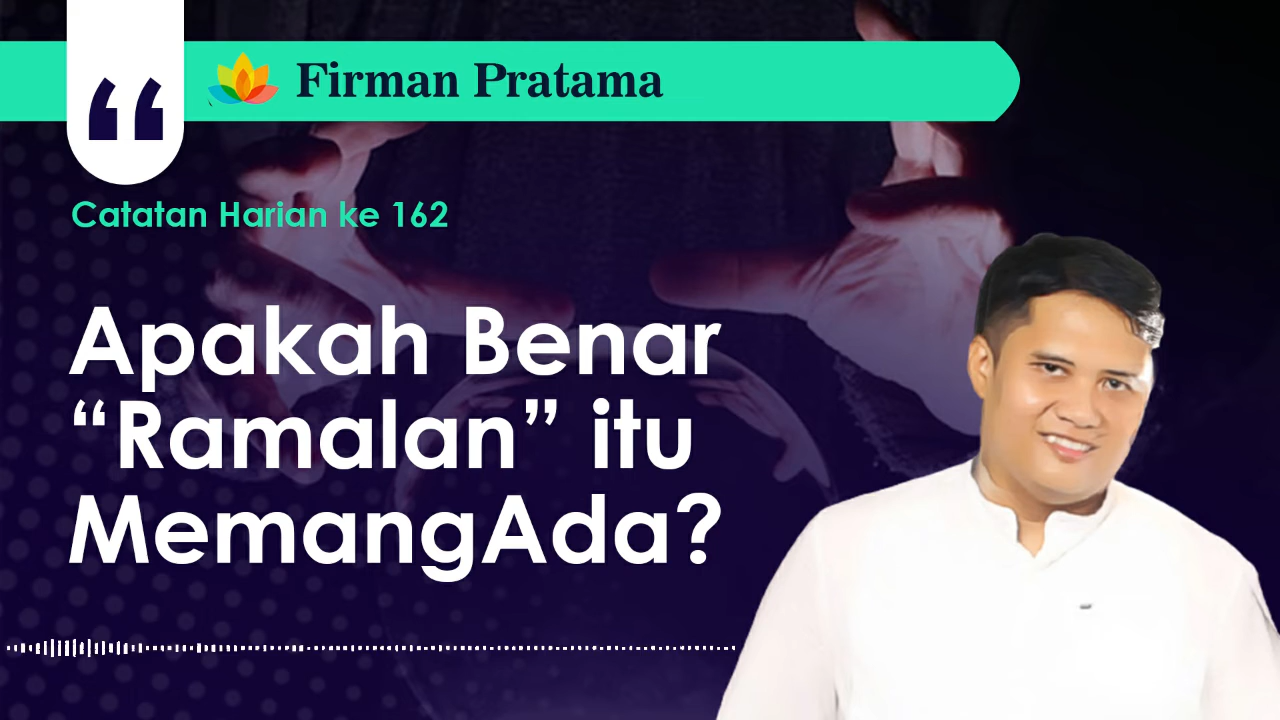 Firman Pratama
Catatan Harian ke 162
Apakah Benar
“Ramalan” itu
MemangAda?